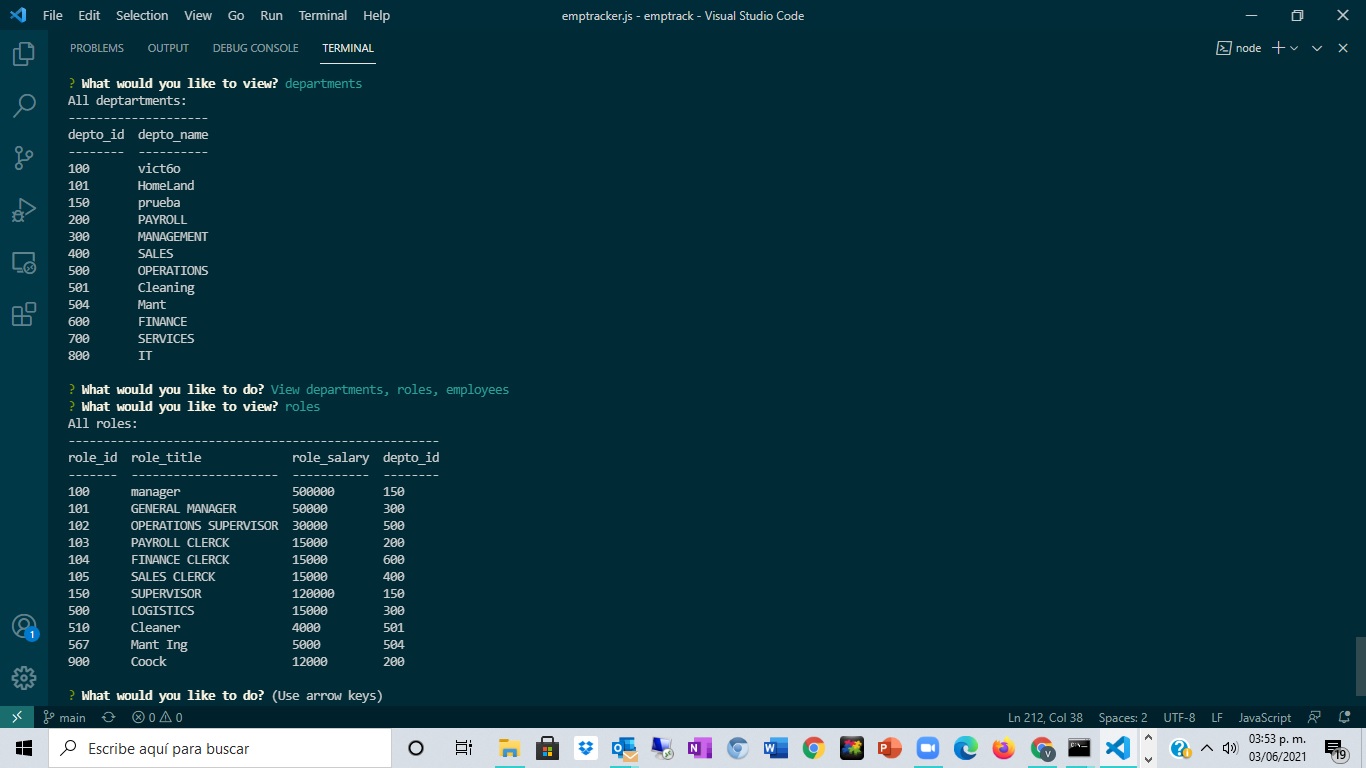 File Edit Selection View Go Run Terminal Help emptracker.js - emptrack - Visual Studio Code
PROBLEMS OUTPUT DEBUG CONSOLE TERMINAL node
? What would you like to view? departments
All deptartments:
--------------------
depto_id  depto_name
--------  ----------
100       vict6o
101       HomeLand
150       prueba
200       PAYROLL
300       MANAGEMENT
400       SALES
500       OPERATIONS
501       Cleaning
504       Mant
600       FINANCE
700       SERVICES
800       IT
? What would you like to do? View departments, roles, employees
? What would you like to view? roles
All roles:
-----------------------------------------------------
role_id  role_title             role_salary  depto_id
-------  ---------------------  -----------  --------
100      manager                500000       150
101      GENERAL MANAGER        50000        300
102      OPERATIONS SUPERVISOR  30000        500
103      PAYROLL CLERCK         15000        200
104      FINANCE CLERCK         15000        600
105      SALES CLERCK           15000        400
150      SUPERVISOR             120000       150
500      LOGISTICS              15000        300
510      Cleaner                4000         501
567      Mant Ing               5000         504
900      Coock                  12000        200
? What would you like to do? (Use arrow keys)
1
main 0 0 Ln 212, Col 38 Spaces: 2 UTF-8 LF JavaScript
Escribe aquí para buscar
03:53 p. m.
03/06/2021
19